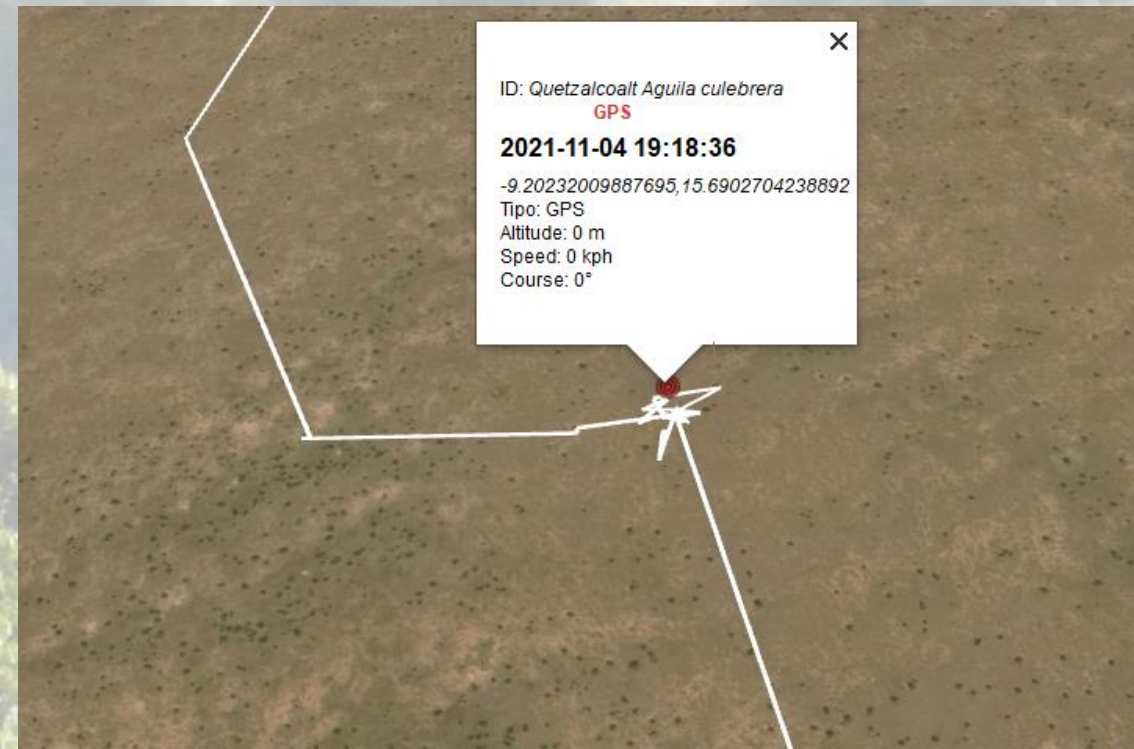 ID: Quetzalcoalt Aguila culebrera
GPS
2021-11-04 19:18:36
-9.20232009887695,15.6902704238892
Tipo: GPS
Altitude: 0 m
Speed: 0 kph
Course: 0°